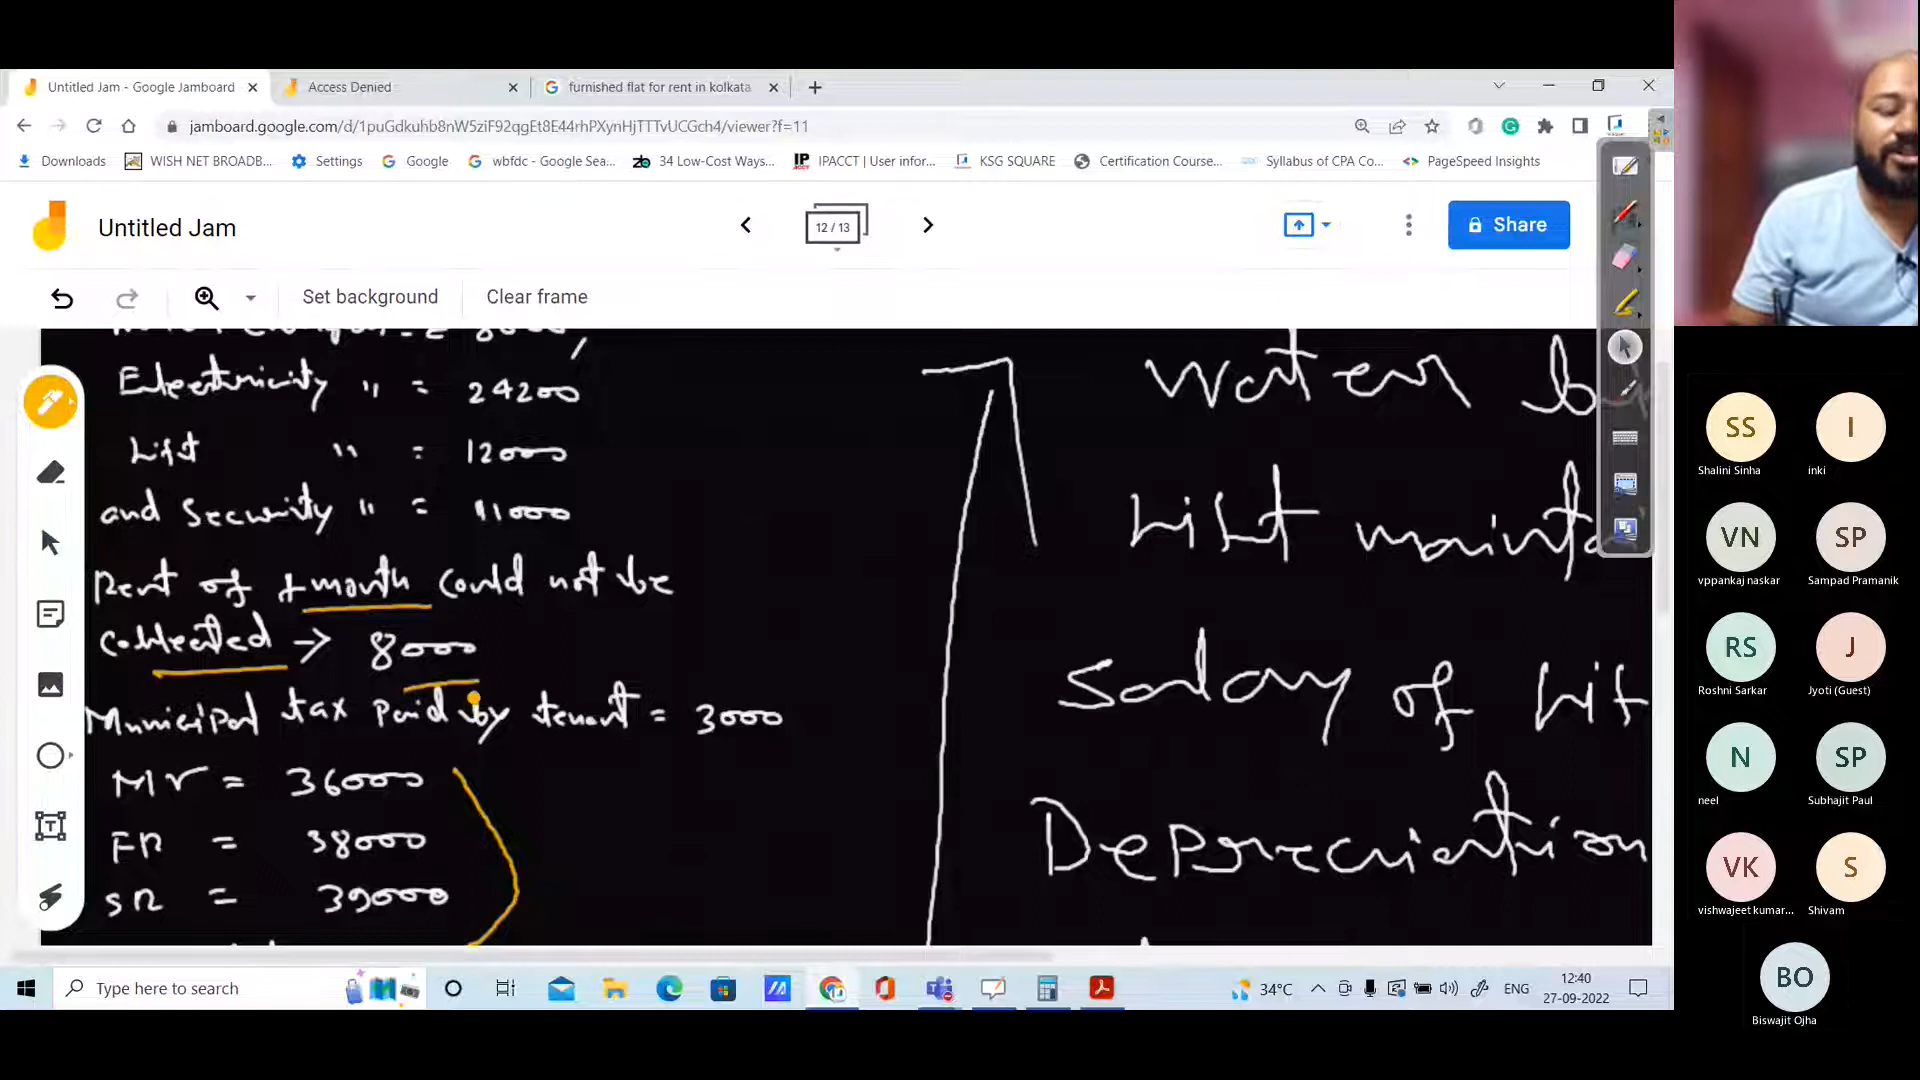 Untitled Jam - Google Jamboard
Access Denied
furnished flat for rent in kolkata
jamboard.google.com/d/1puGdkuhb8nW5ziF92qgEt8E44rhPXynHjTTTvUCGch4/viewer?f=11
Downloads
WISH NET BROADB...
Settings
Google
wbfdc - Google Sea...
34 Low-Cost Ways...
IPACCT | User infor...
KSG SQUARE
Certification Course...
Syllabus of CPA Co...
PageSpeed Insights
Untitled Jam
12 / 13
Share
Set background
Clear frame
= 8000
Electricity " = 24200
Lift " = 12000
and Security " = 11000
Rent of 1 month could not be
Collected → 8000
Municipal tax paid by tenant = 3000
MV = 36000
FR = 38000
SR = 39000
Water
Lift
Salary of Lif
Depreciation
Shalini Sinha
SS
inki
I
vppankaj naskar
VN
Sampad Pramanik
SP
Roshni Sarkar
RS
Jyoti (Guest)
J
neel
N
Subhajit Paul
SP
vishwajeet kumar...
VK
Shivam
S
BO
Biswajit Ojha
Type here to search
34°C
ENG
12:40
27-09-2022